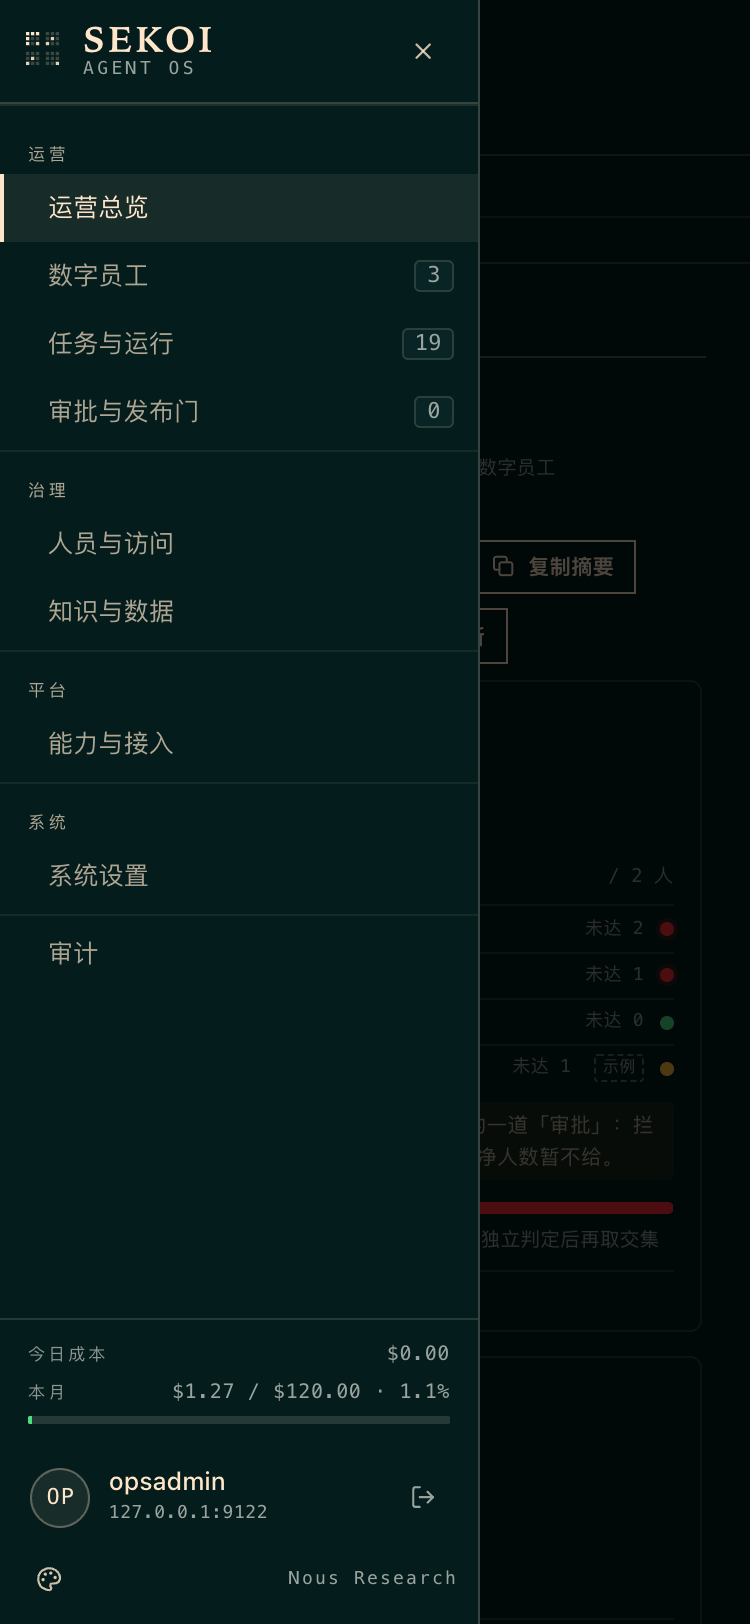 SEKOI
AGENT OS
运营
运营总览
数字员工 3
任务与运行 19
审批与发布门 0
治理
人员与访问
知识与数据
平台
能力与接入
系统
系统设置
审计
今日成本 $0.00
本月 $1.27 / $120.00 · 1.1%
OP
opsadmin
127.0.0.1:9122
Nous Research
数字员工
复制摘要
/ 2 人
未达 2
未达 1
未达 0
未达 1 示例
一道「审批」: 拦
净人数暂不给。
独立判定后再取交集